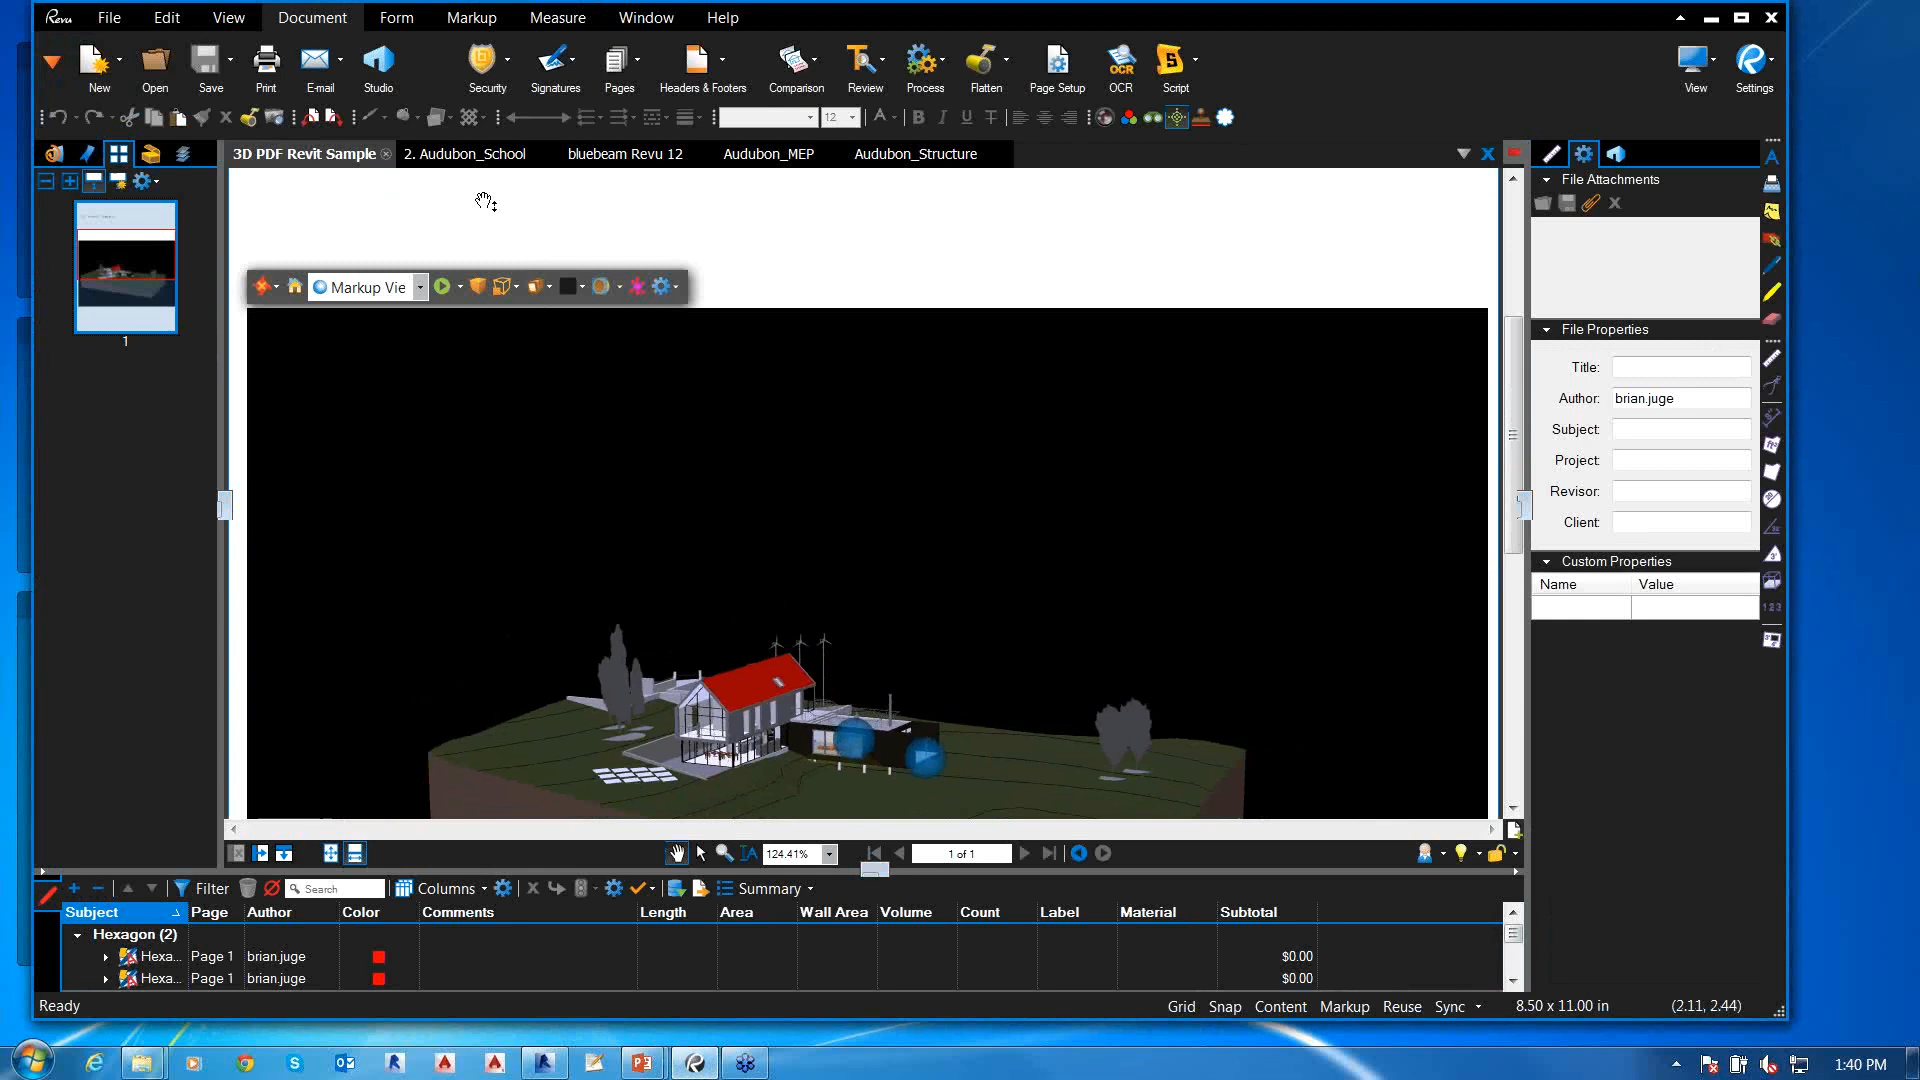 Revu File Edit View Document Form Markup Measure Window Help
New Open Save Print E-mail Studio Security Signatures Pages Headers & Footers Comparison Review Process Flatten Page Setup OCR Script View Settings
12 A B I U T
3D PDF Revit Sample 2. Audubon_School bluebeam Revu 12 Audubon_MEP Audubon_Structure
File Attachments
1
Markup Vie
File Properties
Title:
Author: brian.juge
Subject:
Project:
Revisor:
Client:
Custom Properties
Name Value
124.41% 1 of 1
Filter Search Columns Summary
Subject Page Author Color Comments Length Area Wall Area Volume Count Label Material Subtotal
Hexagon (2)
Hexa... Page 1 brian.juge $0.00
Hexa... Page 1 brian.juge $0.00
Ready Grid Snap Content Markup Reuse Sync 8.50 x 11.00 in (2.11, 2.44)
1:40 PM